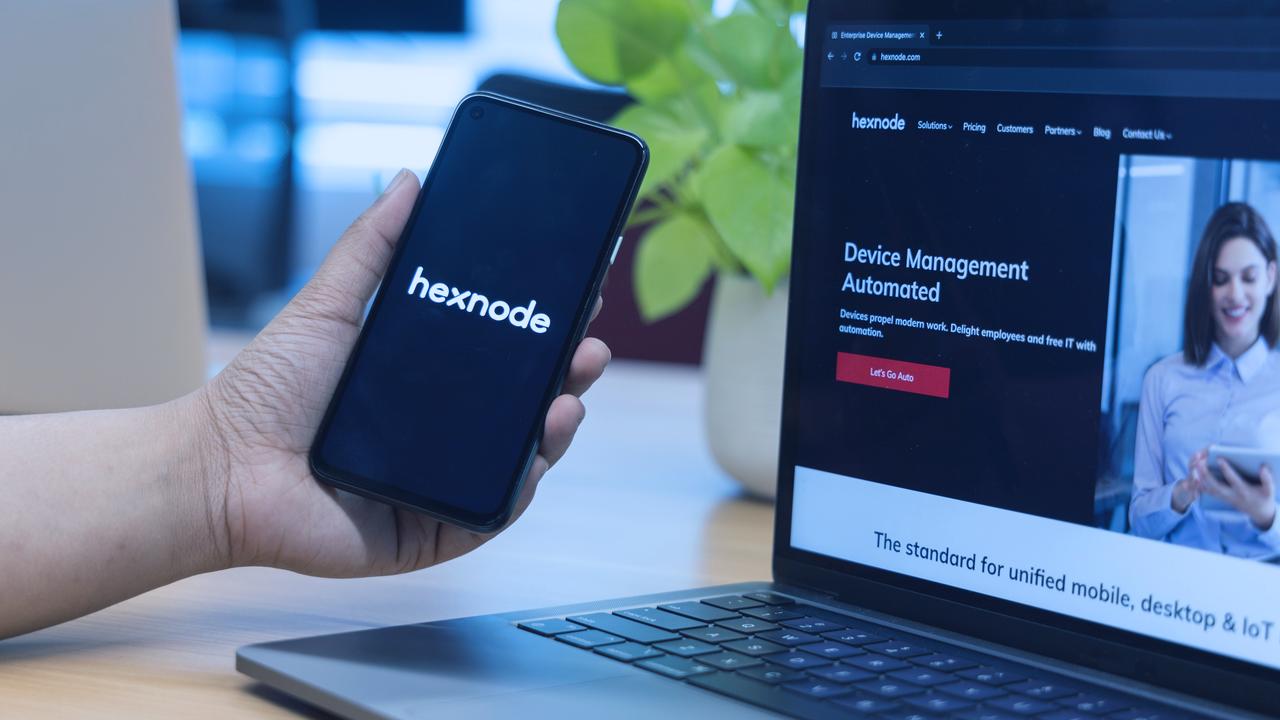 hexnode
Enterprise Device Managemen
hexnode.com
hexnode Solutions Pricing Customers Partners Blog Contact Us
Device Management
Automated
Devices propel modern work. Delight employees and free IT with
automation.
Let's Go Auto
The standard for unified mobile, desktop & IoT